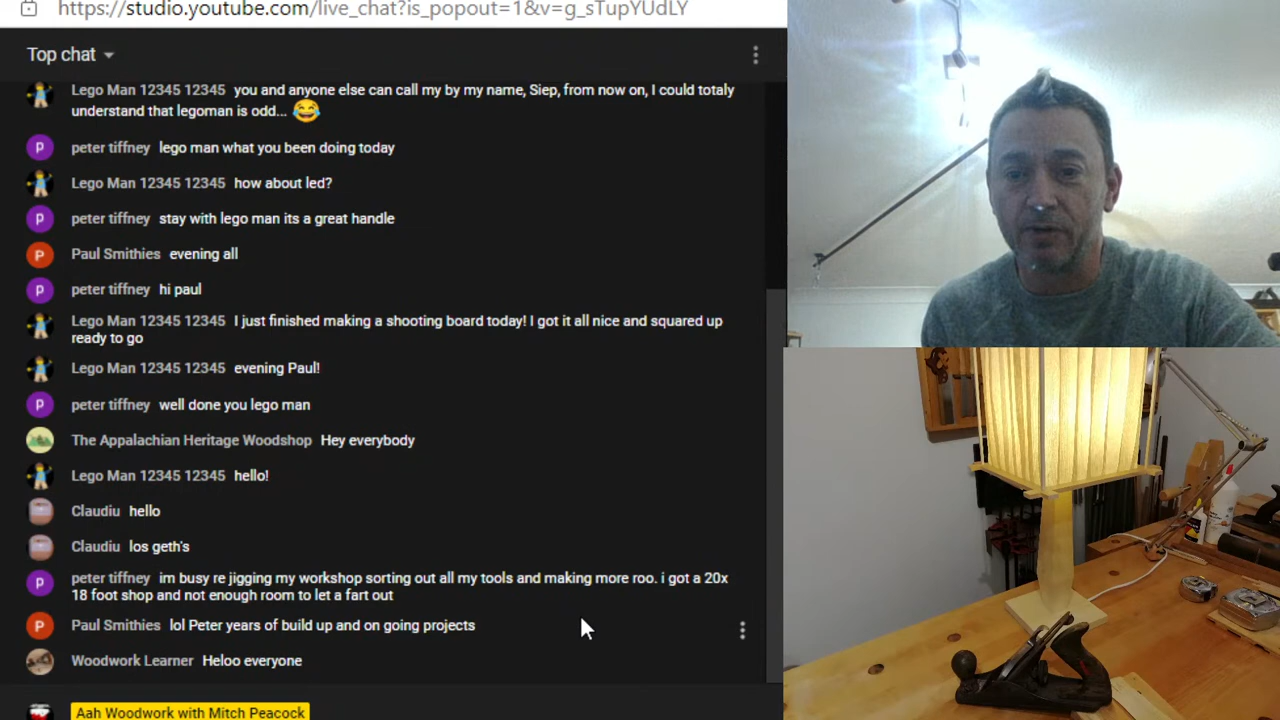 https://studio.youtube.com/live_chat?is_popout=1&v=g_sTupYUdLY
Top chat
Lego Man 12345 12345 you and anyone else can call my by my name, Siep, from now on, I could totaly
understand that legoman is odd... 😂
P peter tiffney lego man what you been doing today
Lego Man 12345 12345 how about led?
P peter tiffney stay with lego man its a great handle
P Paul Smithies evening all
P peter tiffney hi paul
Lego Man 12345 12345 I just finished making a shooting board today! I got it all nice and squared up
ready to go
Lego Man 12345 12345 evening Paul!
P peter tiffney well done you lego man
The Appalachian Heritage Woodshop Hey everybody
Lego Man 12345 12345 hello!
Claudiu hello
Claudiu los geth's
P peter tiffney im busy re jigging my workshop sorting out all my tools and making more roo. i got a 20x
18 foot shop and not enough room to let a fart out
P Paul Smithies lol Peter years of build up and on going projects
Woodwork Learner Heloo everyone
Aah Woodwork with Mitch Peacock